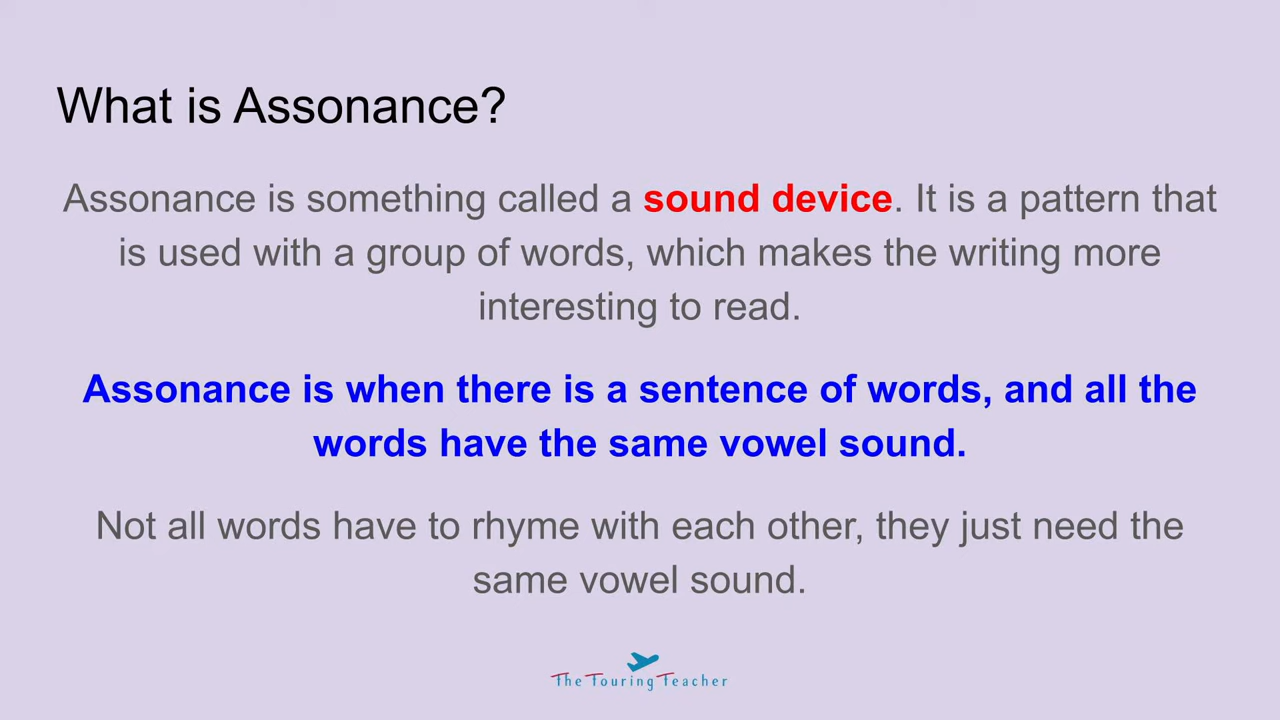 What is Assonance?
Assonance is something called a sound device. It is a pattern that
is used with a group of words, which makes the writing more
interesting to read.
Assonance is when there is a sentence of words, and all the
words have the same vowel sound.
Not all words have to rhyme with each other, they just need the
same vowel sound.
The Touring Teacher